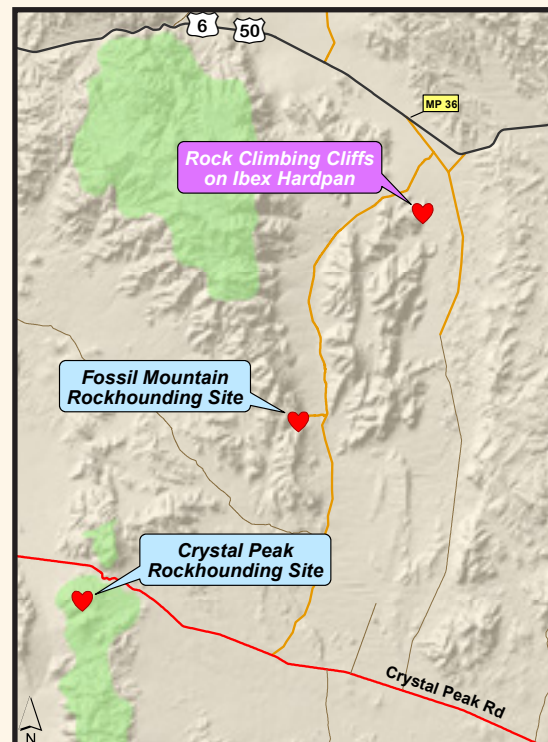 6 50
MP 36
Rock Climbing Cliffs
on Ibex Hardpan
Fossil Mountain
Rockhounding Site
Crystal Peak
Rockhounding Site
Crystal Peak Rd
N